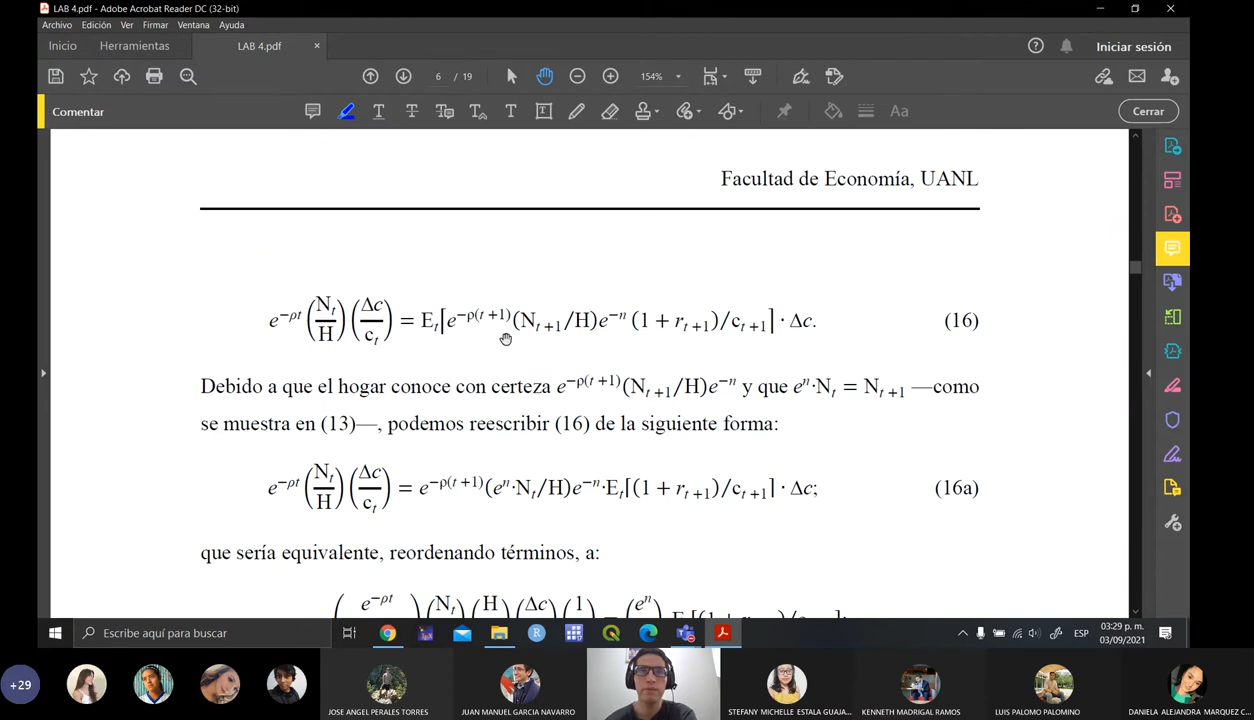 LAB 4.pdf - Adobe Acrobat Reader DC (32-bit)
Archivo Edición Ver Firmar Ventana Ayuda
Inicio Herramientas LAB 4.pdf × Iniciar sesión
6 / 19 154%
Comentar Cerrar
Facultad de Economía, UANL
e^{-ρt} (N_t/H) (Δc/c_t) = E_t[e^{-ρ(t+1)}(N_{t+1}/H)e^{-n} (1 + r_{t+1})/c_{t+1}] · Δc. (16)
Debido a que el hogar conoce con certeza e^{-ρ(t+1)}(N_{t+1}/H)e^{-n} y que e^n·N_t = N_{t+1} —como
se muestra en (13)—, podemos reescribir (16) de la siguiente forma:
e^{-ρt} (N_t/H) (Δc/c_t) = e^{-ρ(t+1)}(e^n·N_t/H)e^{-n}·E_t[(1 + r_{t+1})/c_{t+1}] · Δc; (16a)
que sería equivalente, reordenando términos, a:
Escribe aquí para buscar
ESP
03:29 p. m.
03/09/2021
+29
JOSE ANGEL PERALES TORRES
JUAN MANUEL GARCIA NAVARRO
STEFANY MICHELLE ESTALA GUAJA...
KENNETH MADRIGAL RAMOS
LUIS PALOMO PALOMINO
DANIELA ALEJANDRA MARQUEZ C...